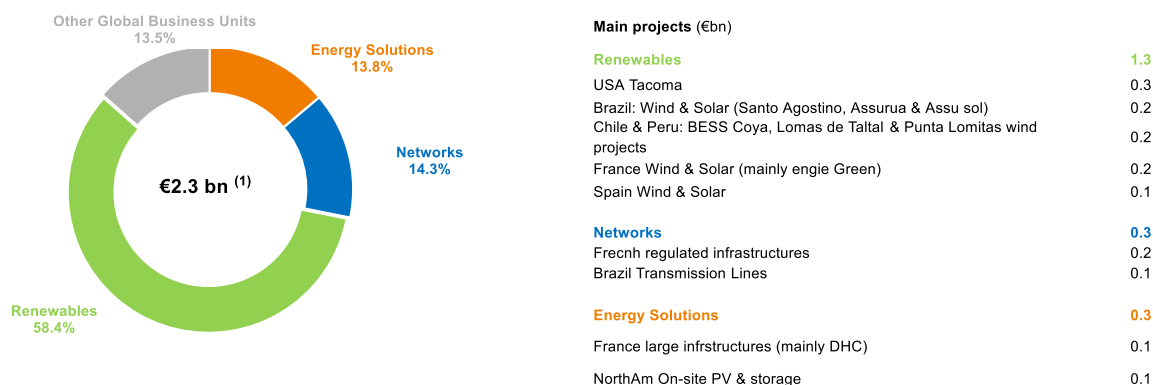 Other Global Business Units
13.5%
Energy Solutions
13.8%
Networks
14.3%
€2.3 bn (1)
Renewables
58.4%
Main projects (€bn)
Renewables 1.3
USA Tacoma 0.3
Brazil: Wind & Solar (Santo Agostino, Assurua & Assu sol) 0.2
Chile & Peru: BESS Coya, Lomas de Taltal & Punta Lomitas wind
projects 0.2
France Wind & Solar (mainly engie Green) 0.2
Spain Wind & Solar 0.1
Networks 0.3
Frecnh regulated infrastructures 0.2
Brazil Transmission Lines 0.1
Energy Solutions 0.3
France large infrstructures (mainly DHC) 0.1
NorthAm On-site PV & storage 0.1